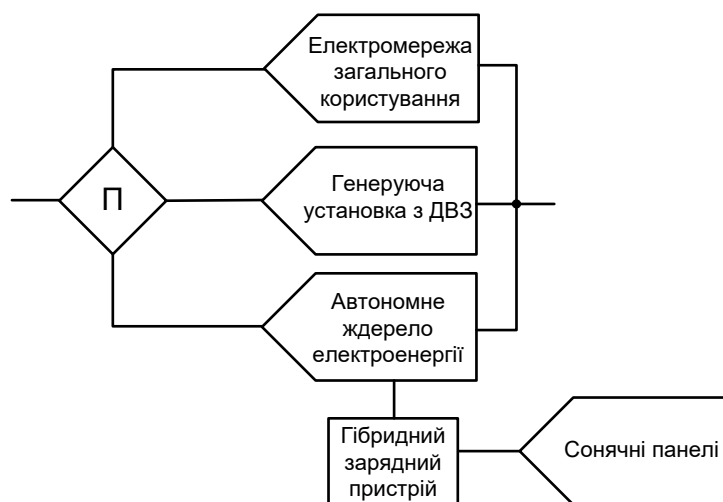 Електромережа
загального
користування
П
Генеруюча
установка з ДВЗ
Автономне
ждерело
електроенергії
Гібридний
зарядний
пристрій
Сонячні панелі